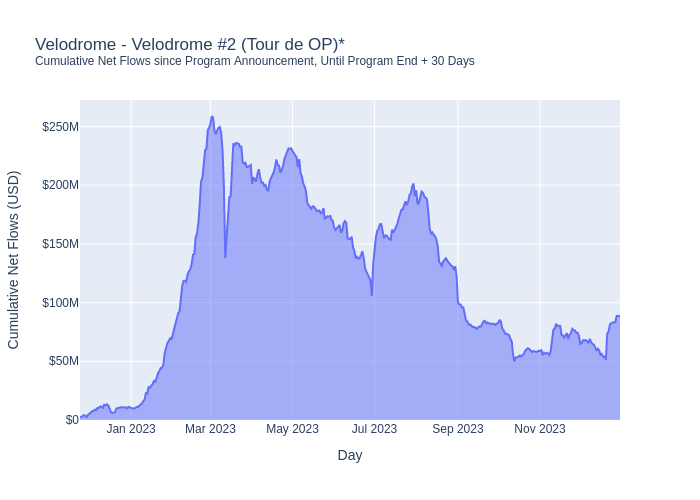 Velodrome - Velodrome #2 (Tour de OP)*
Cumulative Net Flows since Program Announcement, Until Program End + 30 Days
Cumulative Net Flows (USD)
$250M
$200M
$150M
$100M
$50M
$0
Jan 2023
Mar 2023
May 2023
Jul 2023
Sep 2023
Nov 2023
Day